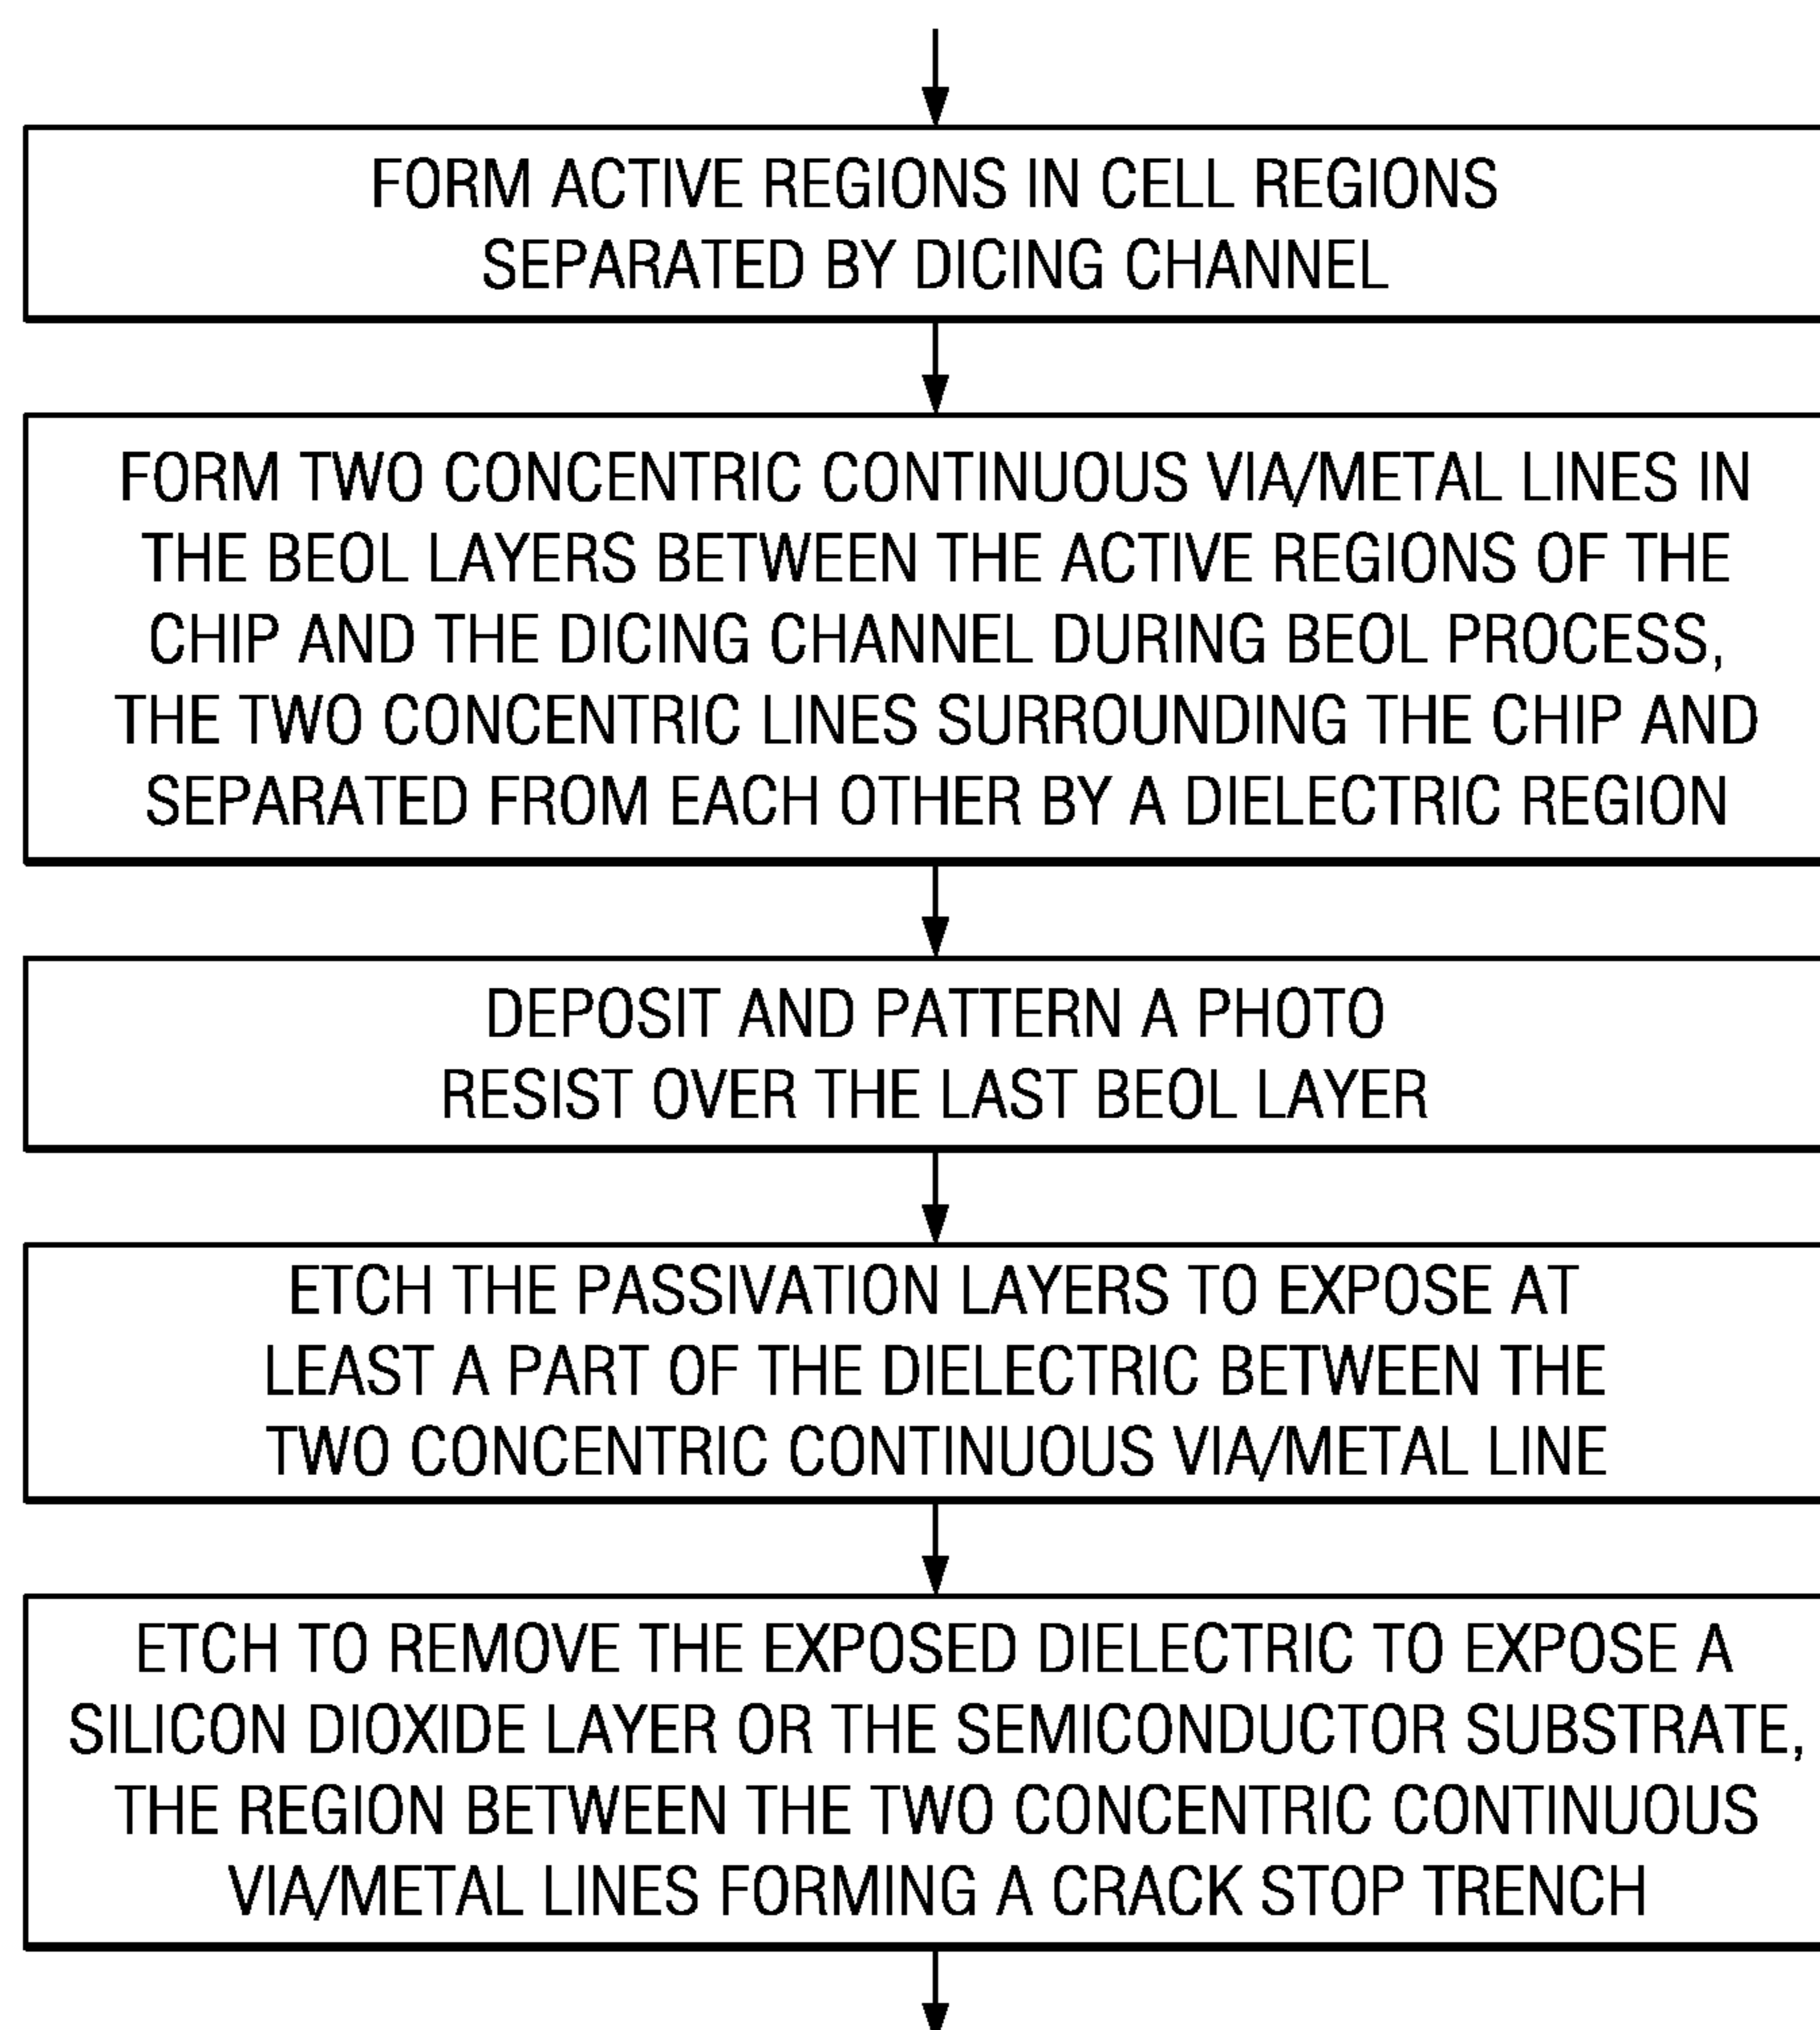 FORM ACTIVE REGIONS IN CELL REGIONS
SEPARATED BY DICING CHANNEL
FORM TWO CONCENTRIC CONTINUOUS VIA/METAL LINES IN
THE BEOL LAYERS BETWEEN THE ACTIVE REGIONS OF THE
CHIP AND THE DICING CHANNEL DURING BEOL PROCESS,
THE TWO CONCENTRIC LINES SURROUNDING THE CHIP AND
SEPARATED FROM EACH OTHER BY A DIELECTRIC REGION
DEPOSIT AND PATTERN A PHOTO
RESIST OVER THE LAST BEOL LAYER
ETCH THE PASSIVATION LAYERS TO EXPOSE AT
LEAST A PART OF THE DIELECTRIC BETWEEN THE
TWO CONCENTRIC CONTINUOUS VIA/METAL LINE
ETCH TO REMOVE THE EXPOSED DIELECTRIC TO EXPOSE A
SILICON DIOXIDE LAYER OR THE SEMICONDUCTOR SUBSTRATE,
THE REGION BETWEEN THE TWO CONCENTRIC CONTINUOUS
VIA/METAL LINES FORMING A CRACK STOP TRENCH